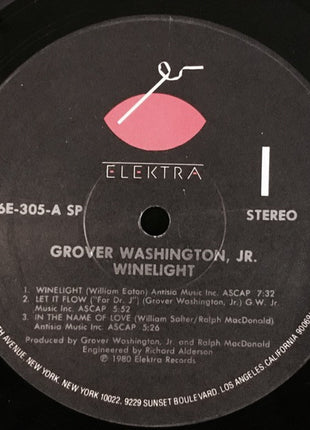 ELEKTRA
6E-305-A SP
1
STEREO
GROVER WASHINGTON, JR.
WINELIGHT
1. WINELIGHT (William Eaton) Antisia Music Inc. ASCAP 7:32
2. LET IT FLOW ("For Dr. J") (Grover Washington, Jr.) G.W. Jr.
Music Inc. ASCAP 5:52
3. IN THE NAME OF LOVE (William Salter/Ralph MacDonald)
Antisia Music Inc. ASCAP 5:26
Produced by Grover Washington, Jr. and Ralph MacDonald
Engineered by Richard Alderson
℗ 1980 Elektra Records
AVENUE, NEW YORK, NEW YORK 10022. 9229 SUNSET BOULEVARD, LOS ANGELES, CALIFORNIA 90069